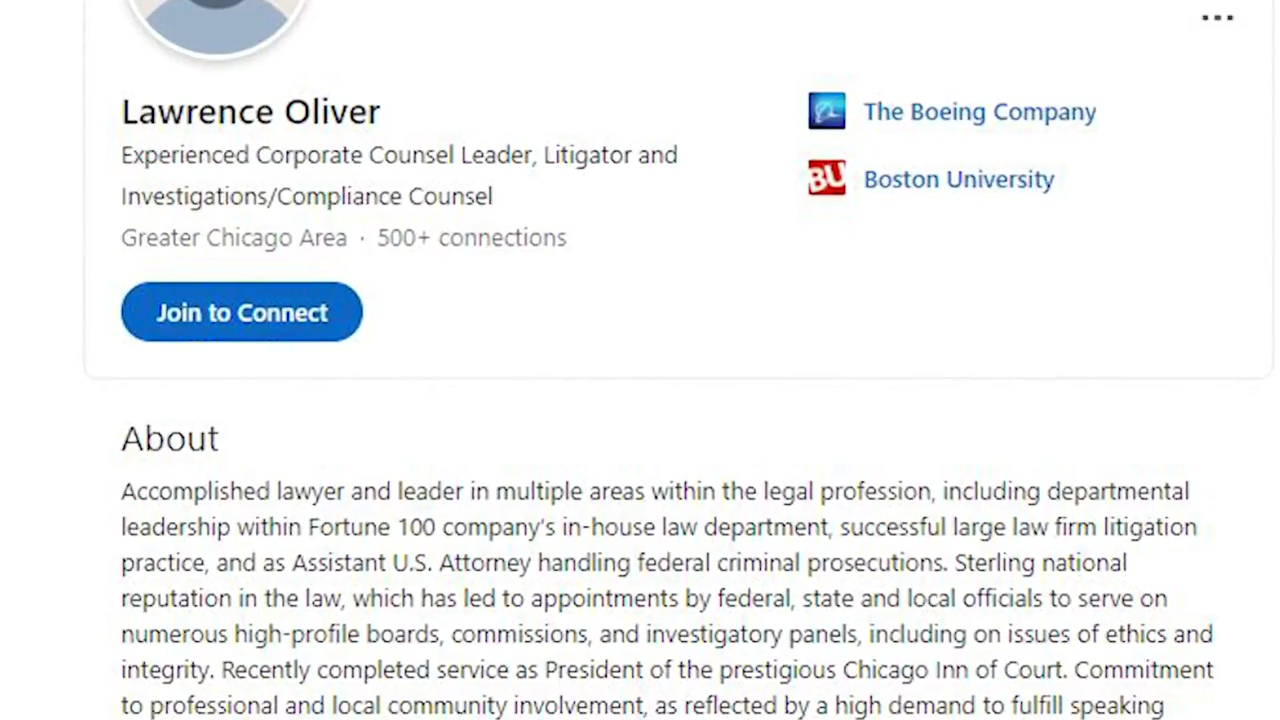 Lawrence Oliver
Experienced Corporate Counsel Leader, Litigator and
Investigations/Compliance Counsel
Greater Chicago Area · 500+ connections
Join to Connect
The Boeing Company
BU Boston University
About
Accomplished lawyer and leader in multiple areas within the legal profession, including departmental
leadership within Fortune 100 company's in-house law department, successful large law firm litigation
practice, and as Assistant U.S. Attorney handling federal criminal prosecutions. Sterling national
reputation in the law, which has led to appointments by federal, state and local officials to serve on
numerous high-profile boards, commissions, and investigatory panels, including on issues of ethics and
integrity. Recently completed service as President of the prestigious Chicago Inn of Court. Commitment
to professional and local community involvement, as reflected by a high demand to fulfill speaking